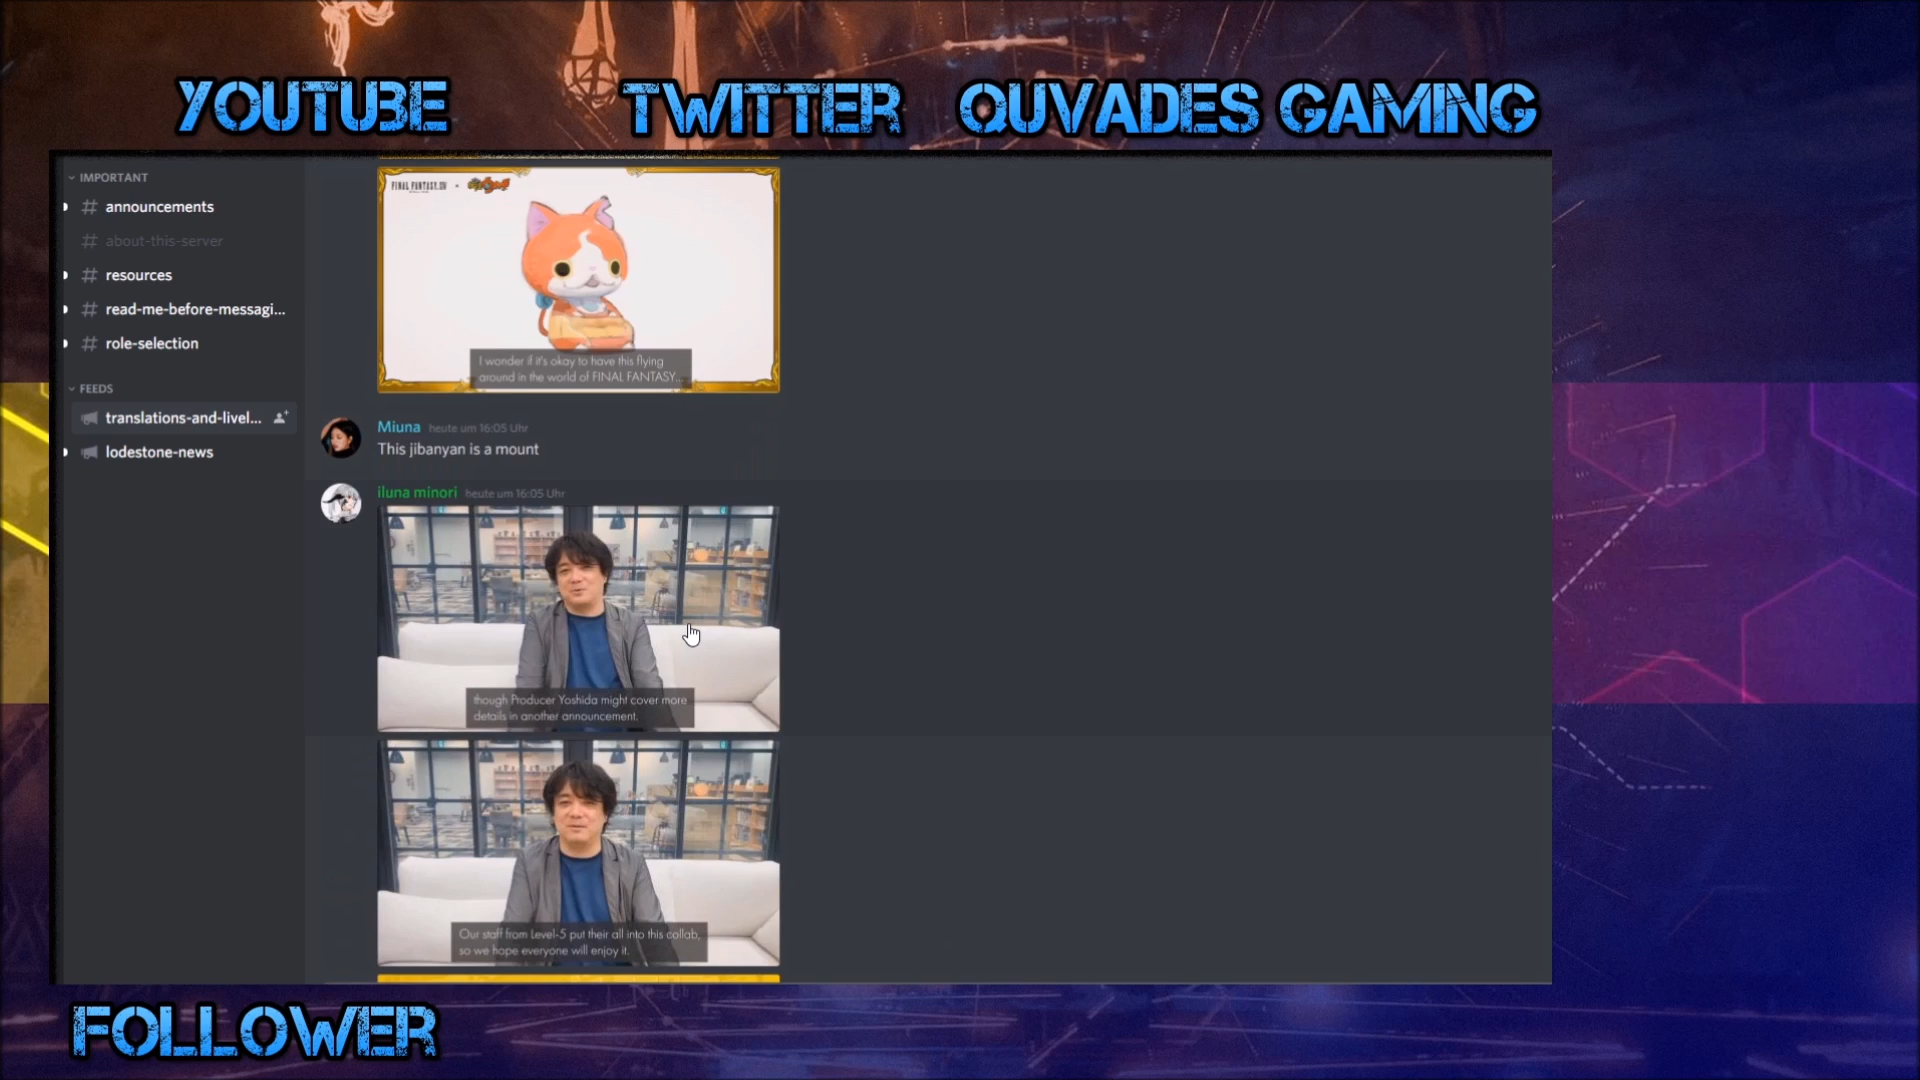 YOUTUBE
TWITTER
QUVADES GAMING
IMPORTANT
# announcements
# about-this-server
# resources
# read-me-before-messagi...
# role-selection
FEEDS
translations-and-livel...
lodestone-news
FINAL FANTASY XIV
I wonder if it's okay to have this flying
around in the world of FINAL FANTASY...
Miuna heute um 16:05 Uhr
This jibanyan is a mount
iluna minori heute um 16:05 Uhr
though Producer Yoshida might cover more
details in another announcement.
Our staff from Level-5 put their all into this collab,
so we hope everyone will enjoy it.
FOLLOWER